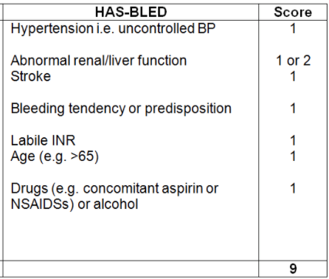 HAS-BLED Score
Hypertension i.e. uncontrolled BP 1
Abnormal renal/liver function 1 or 2
Stroke 1
Bleeding tendency or predisposition 1
Labile INR 1
Age (e.g. >65) 1
Drugs (e.g. concomitant aspirin or 1
NSAIDSs) or alcohol
9